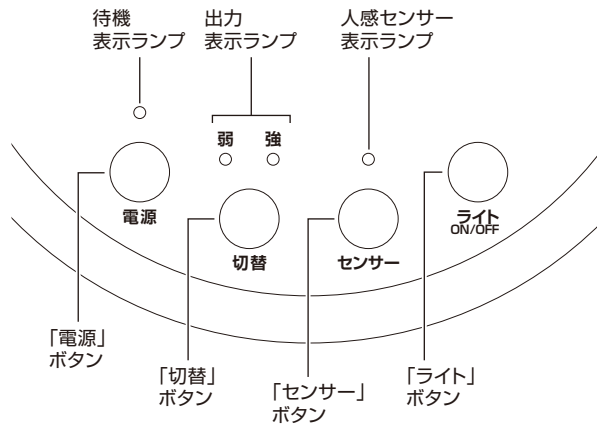 待機
表示ランプ
出力
表示ランプ
人感センサー
表示ランプ
弱
強
電源
切替
センサー
ライト
ON/OFF
「電源」
ボタン
「切替」
ボタン
「センサー」
ボタン
「ライト」
ボタン